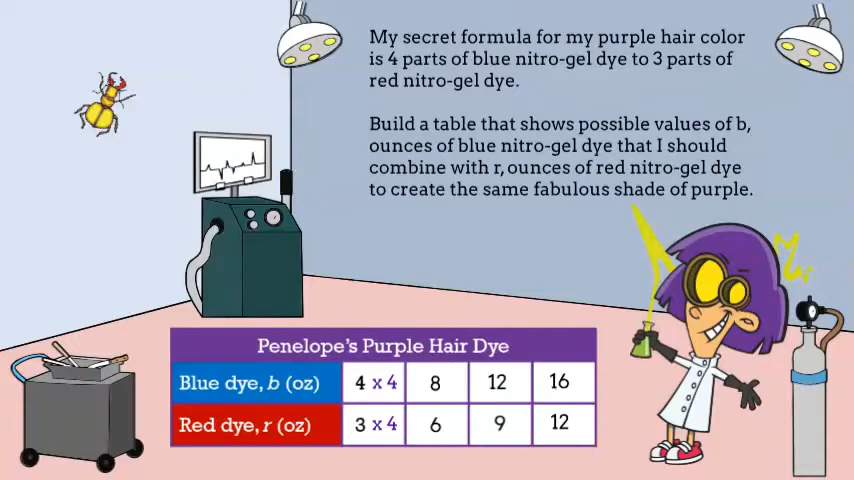 My secret formula for my purple hair color
is 4 parts of blue nitro-gel dye to 3 parts of
red nitro-gel dye.
Build a table that shows possible values of b,
ounces of blue nitro-gel dye that I should
combine with r, ounces of red nitro-gel dye
to create the same fabulous shade of purple.
Penelope's Purple Hair Dye
Blue dye, b (oz) 4 x 4 8 12 16
Red dye, r (oz) 3 x 4 6 9 12